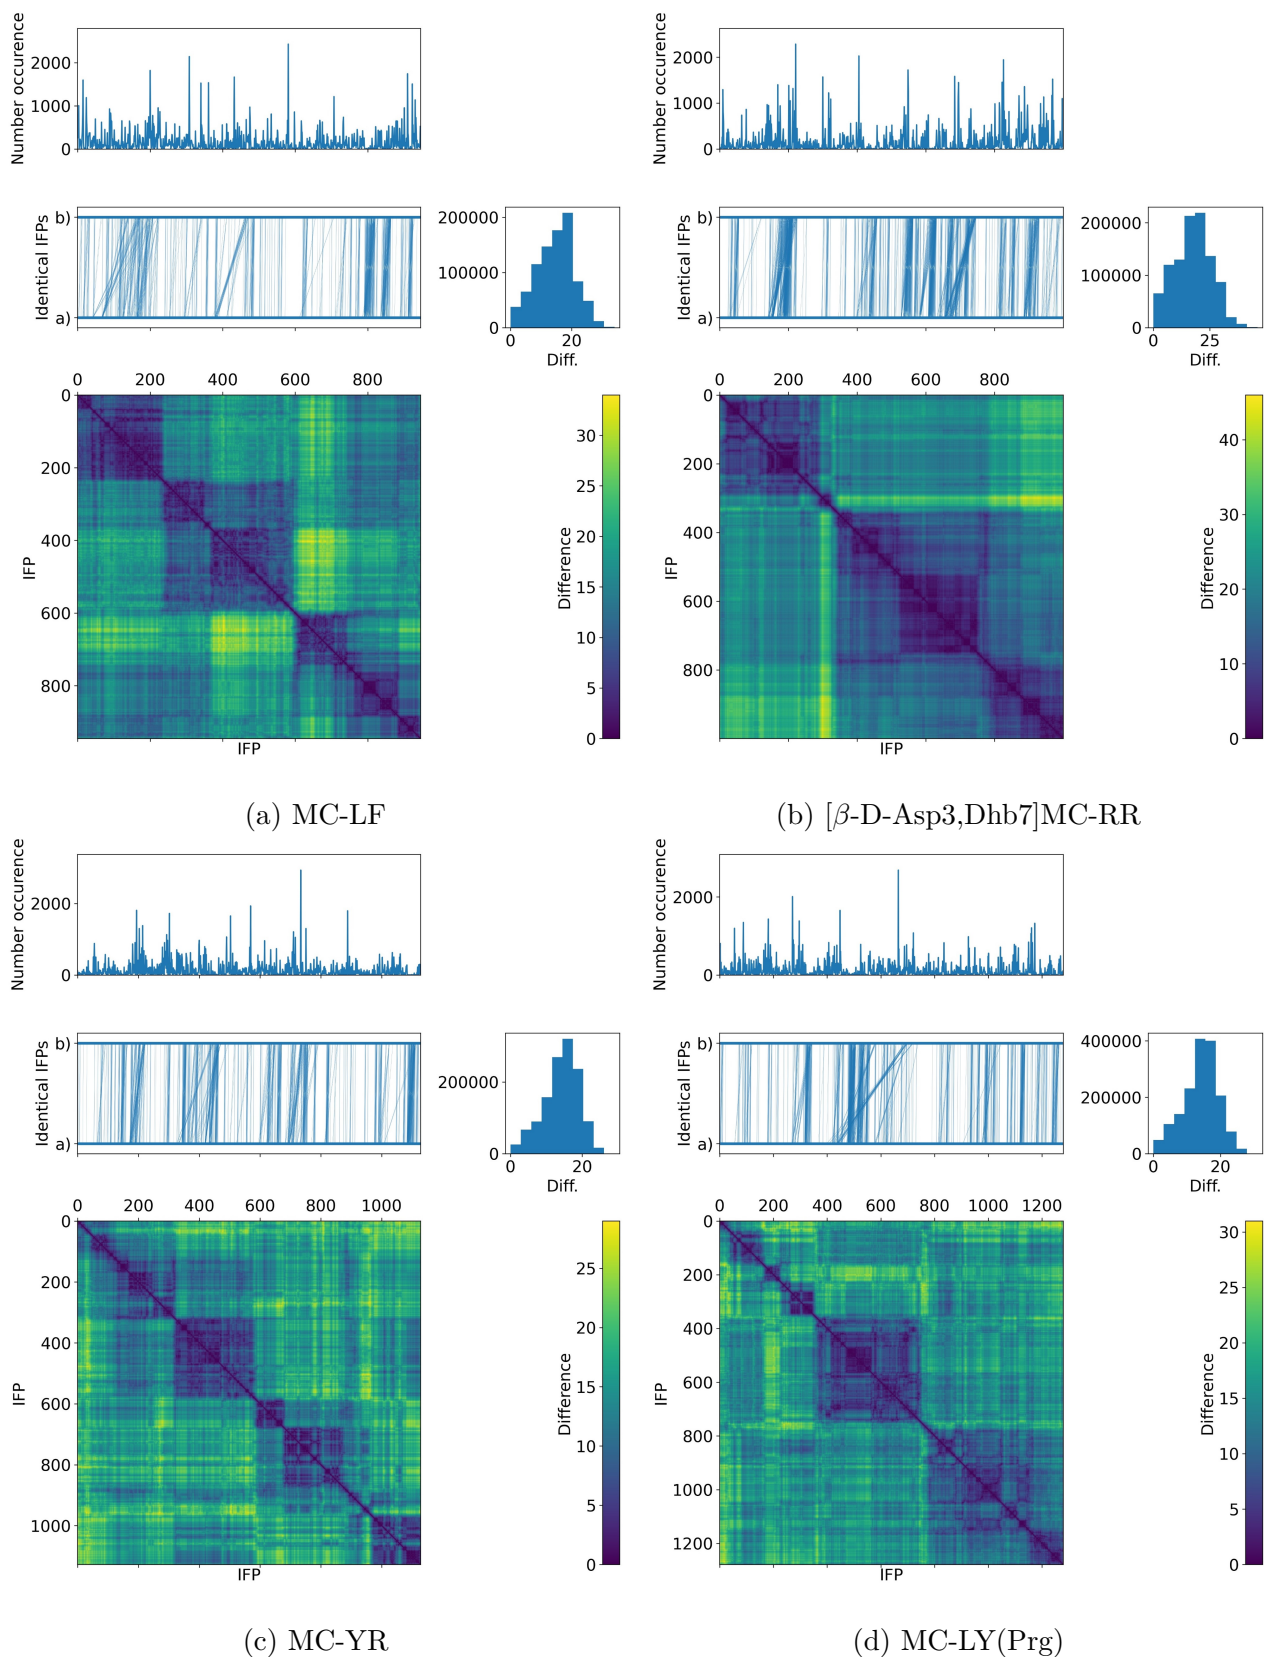 Number occurence
2000
1000
0
Identical IFPs
b)
a)
200000
100000
0
0 20
Diff.
0 200 400 600 800
0
200
400
600
800
IFP
IFP
Difference
30
25
20
15
10
5
0
(a) MC-LF
Number occurence
2000
1000
0
Identical IFPs
b)
a)
200000
100000
0
0 25
Diff.
0 200 400 600 800
0
200
400
600
800
IFP
IFP
Difference
40
30
20
10
0
(b) [β-D-Asp3,Dhb7]MC-RR
Number occurence
2000
0
Identical IFPs
b)
a)
200000
0
0 20
Diff.
0 200 400 600 800 1000
0
200
400
600
800
1000
IFP
IFP
Difference
25
20
15
10
5
0
(c) MC-YR
Number occurence
2000
0
Identical IFPs
b)
a)
400000
200000
0
0 20
Diff.
0 200 400 600 800 1000 1200
0
200
400
600
800
1000
1200
IFP
IFP
Difference
30
25
20
15
10
5
0
(d) MC-LY(Prg)